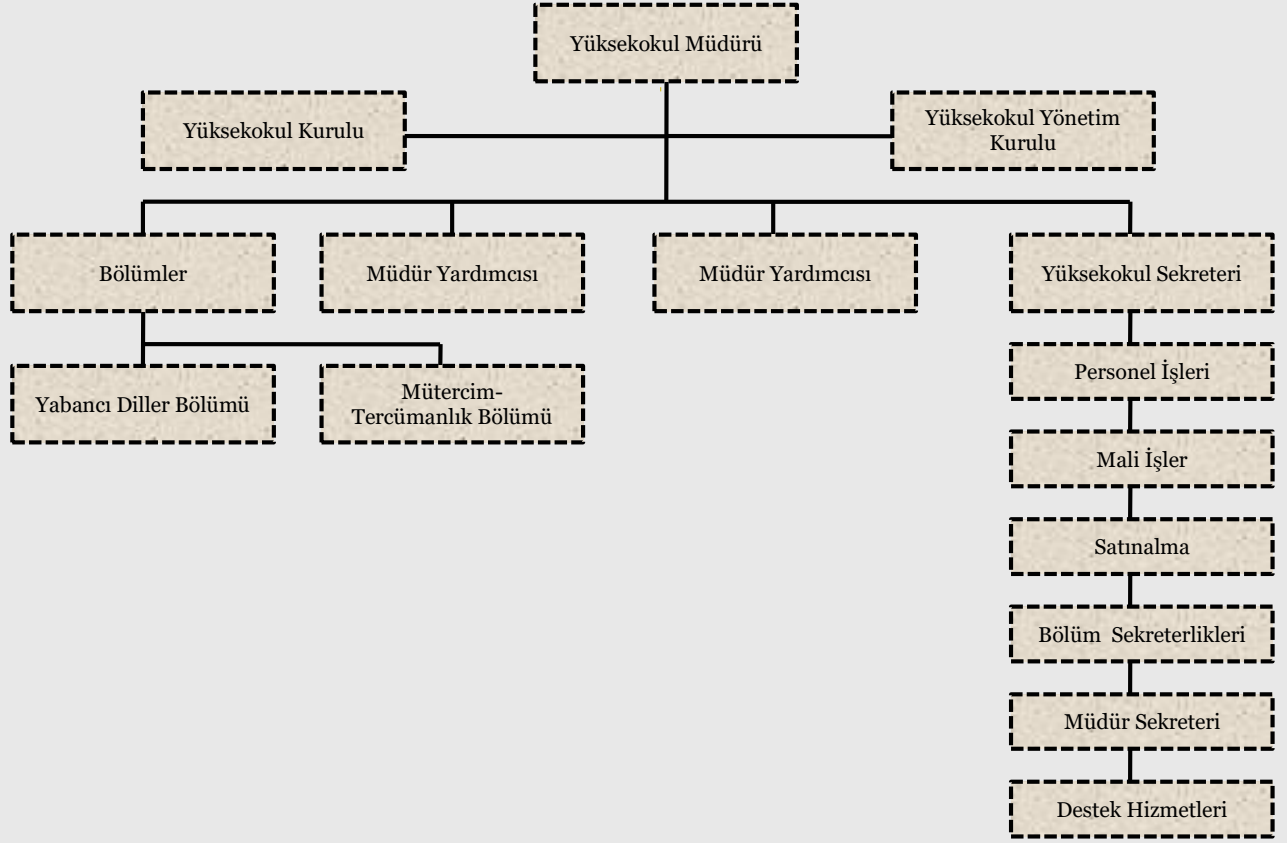 Yüksekokul Müdürü
Yüksekokul Kurulu
Yüksekokul Yönetim
Kurulu
Bölümler
Müdür Yardımcısı
Müdür Yardımcısı
Yüksekokul Sekreteri
Yabancı Diller Bölümü
Mütercim-
Tercümanlık Bölümü
Personel İşleri
Mali İşler
Satınalma
Bölüm Sekreterlikleri
Müdür Sekreteri
Destek Hizmetleri